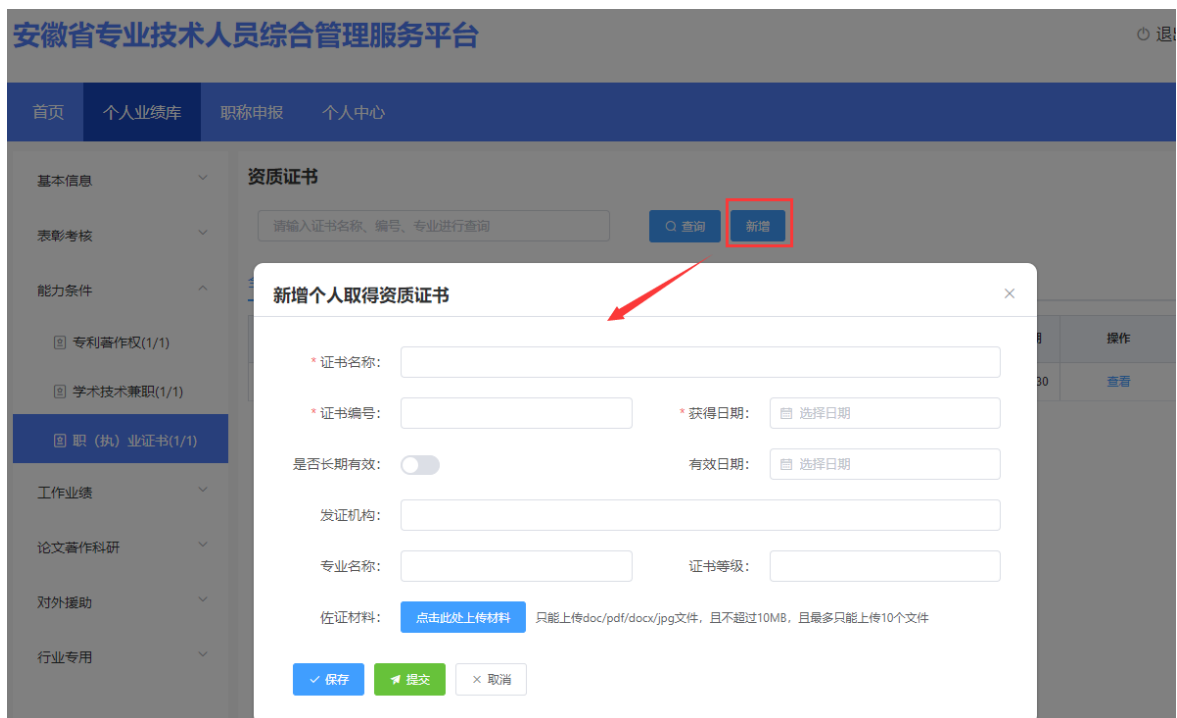 安徽省专业技术人员综合管理服务平台
首页 个人业绩库 职称申报 个人中心
基本信息
表彰考核
能力条件
专利著作权(1/1)
学术技术兼职(1/1)
职（执）业证书(1/1)
工作业绩
论文著作科研
对外援助
行业专用
资质证书
请输入证书名称、编号、专业进行查询 查询 新增
操作
30 查看
新增个人取得资质证书
* 证书名称：
* 证书编号： * 获得日期： 选择日期
是否长期有效： 有效日期： 选择日期
发证机构：
专业名称： 证书等级：
佐证材料： 点击此处上传材料 只能上传doc/pdf/docx/jpg文件，且不超过10MB，且最多只能上传10个文件
保存 提交 取消